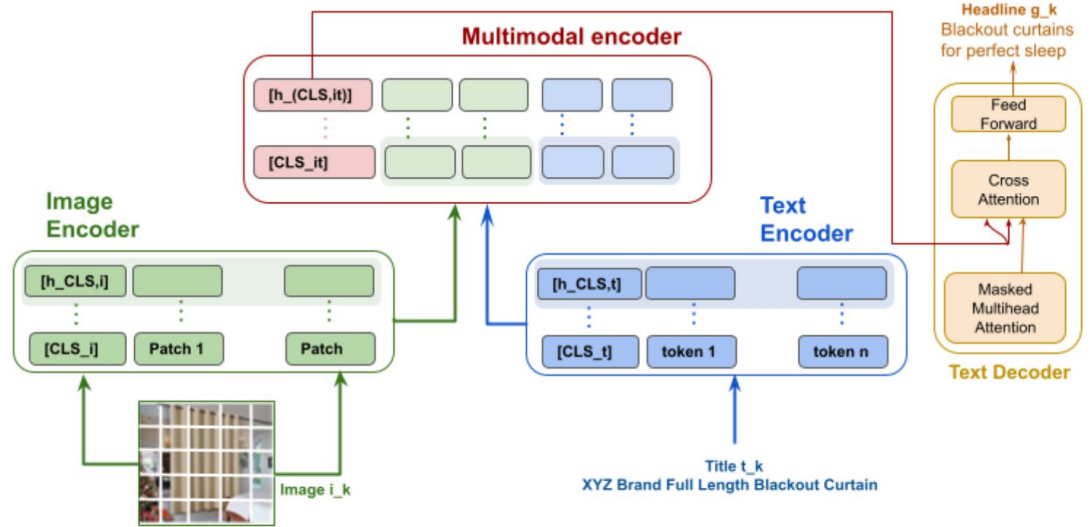 Headline g_k
Blackout curtains
for perfect sleep
Multimodal encoder
[h_(CLS,it)]
[CLS_it]
Feed
Forward
Cross
Attention
Masked
Multihead
Attention
Text Decoder
Image
Encoder
[h_CLS,i]
[CLS_i]
Patch 1
Patch
Image i_k
Text
Encoder
[h_CLS,t]
[CLS_t]
token 1
token n
Title t_k
XYZ Brand Full Length Blackout Curtain